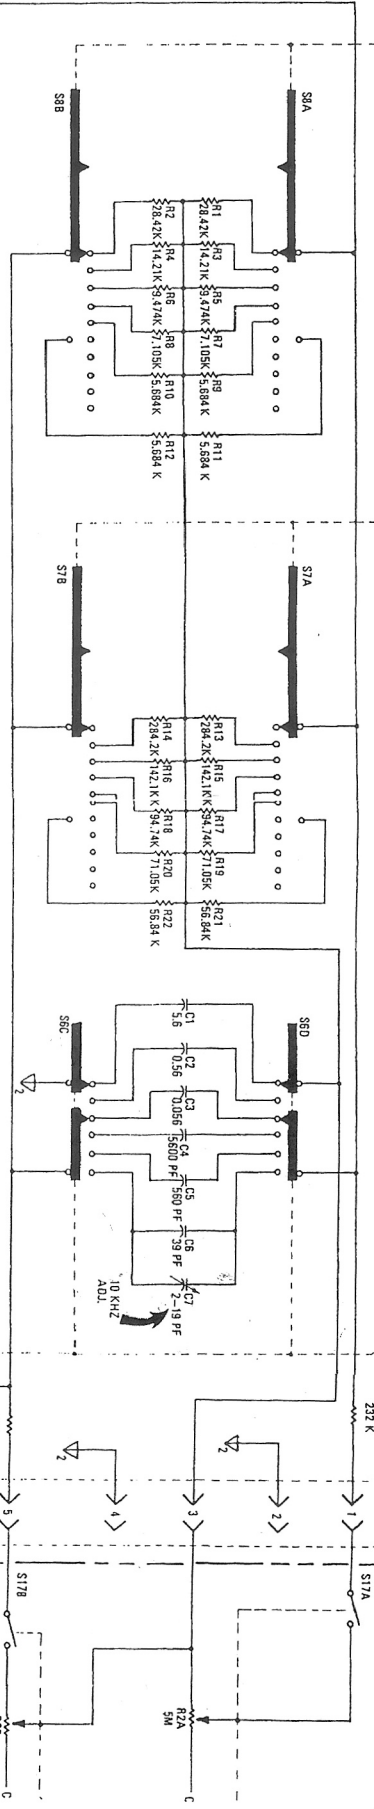 S8B
S8A
R2
28.42K
R1
28.42K
R4
14.21K
R3
14.21K
R6
9.474K
R5
9.474K
R8
7.105K
R7
7.105K
R10
5.684K
R9
5.684K
R12
5.684 K
R11
5.684 K
S7B
S7A
R14
284.2K
R13
284.2K
R16
142.1K
R15
142.1K
R18
94.74K
R17
94.74K
R20
71.05K
R19
71.05K
R22
56.84 K
R21
56.84K
S6C
S6D
C1
5.6
C2
0.56
C3
0.056
C4
5600 PF
C5
560 PF
C6
39 PF
C7
2-19 PF
10 KHZ
ADJ.
2
232 K
2
2
5
4
3
2
1
S17B
S17A
R2A
5M
C
C